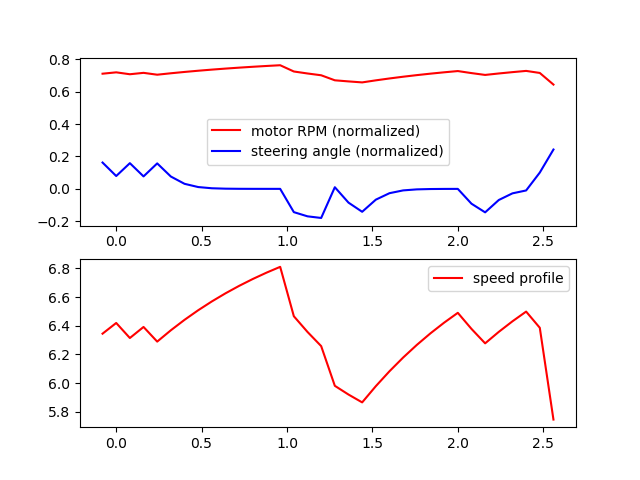 0.8
0.6
0.4
0.2
0.0
−0.2
motor RPM (normalized)
steering angle (normalized)
0.0 0.5 1.0 1.5 2.0 2.5
6.8
6.6
6.4
6.2
6.0
5.8
speed profile
0.0 0.5 1.0 1.5 2.0 2.5